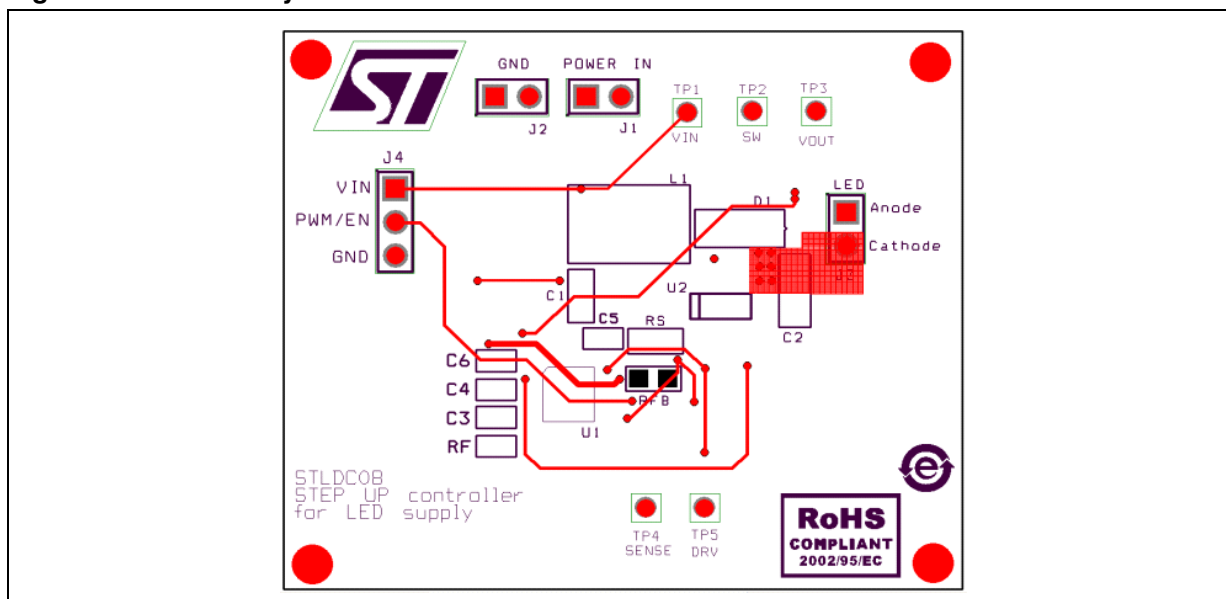 ST
GND
POWER IN
J2
J1
TP1
TP2
TP3
VIN
SW
VOUT
J4
VIN
PWM/EN
GND
L1
D1
LED
Anode
Cathode
C1
U2
C5
RS
C2
C6
C4
C3
RF
RFB
U1
STLDC08
STEP UP controller
for LED supply
TP4
SENSE
TP5
DRV
e
RoHS
COMPLIANT
2002/95/EC